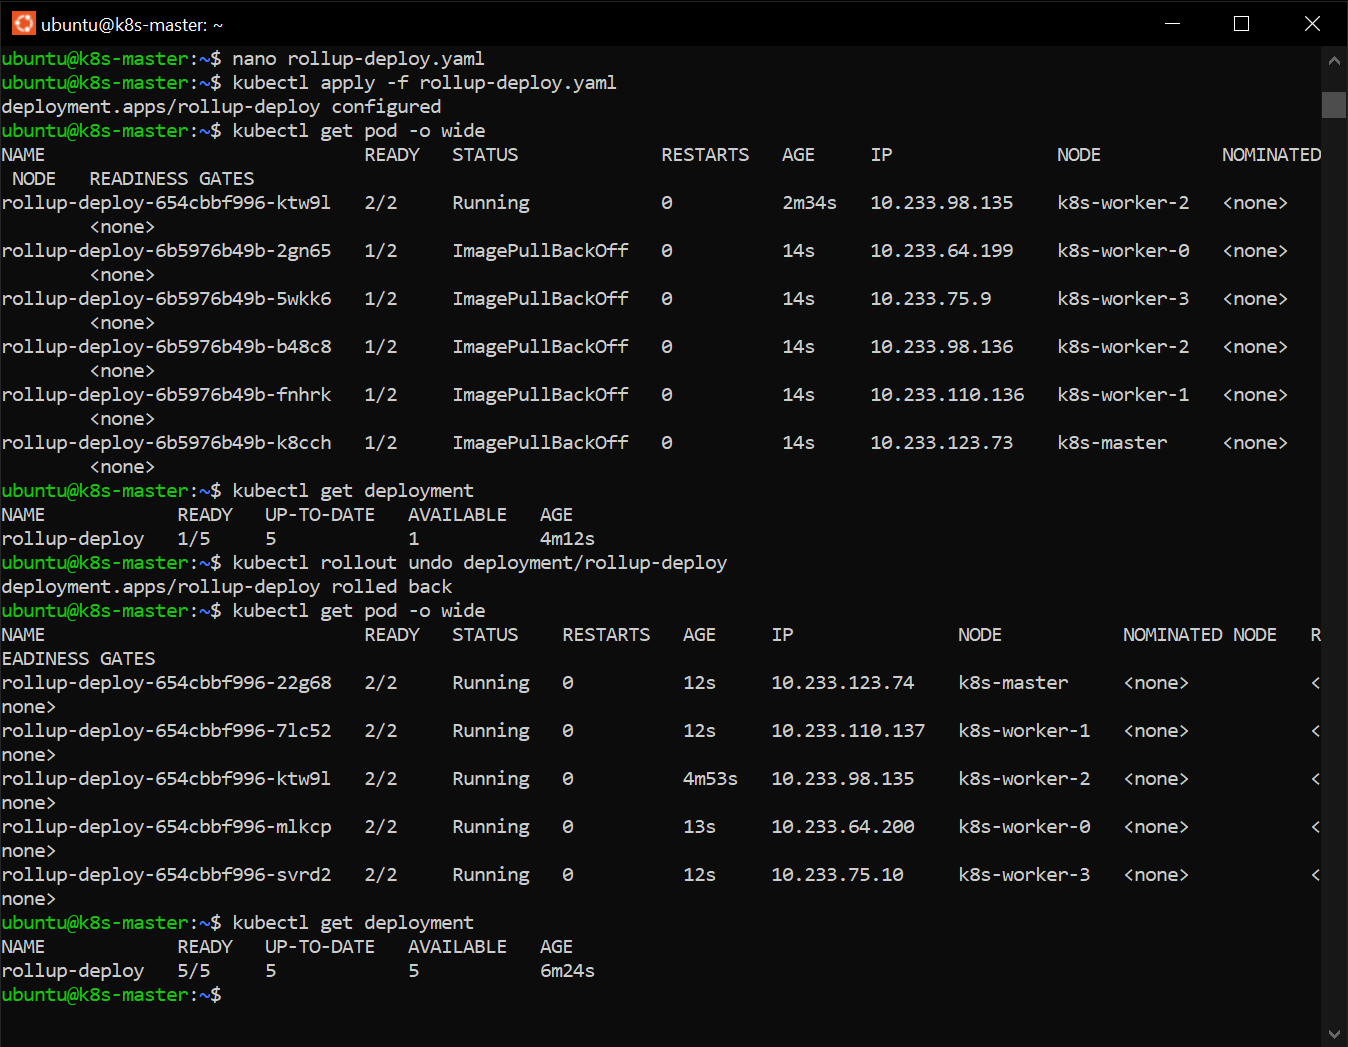 ubuntu@k8s-master: ~
ubuntu@k8s-master:~$ nano rollup-deploy.yaml
ubuntu@k8s-master:~$ kubectl apply -f rollup-deploy.yaml
deployment.apps/rollup-deploy configured
ubuntu@k8s-master:~$ kubectl get pod -o wide
NAME                             READY   STATUS             RESTARTS   AGE     IP               NODE           NOMINATED
 NODE   READINESS GATES
rollup-deploy-654cbbf996-ktw9l   2/2     Running            0          2m34s   10.233.98.135    k8s-worker-2   <none>
        <none>
rollup-deploy-6b5976b49b-2gn65   1/2     ImagePullBackOff   0          14s     10.233.64.199    k8s-worker-0   <none>
        <none>
rollup-deploy-6b5976b49b-5wkk6   1/2     ImagePullBackOff   0          14s     10.233.75.9      k8s-worker-3   <none>
        <none>
rollup-deploy-6b5976b49b-b48c8   1/2     ImagePullBackOff   0          14s     10.233.98.136    k8s-worker-2   <none>
        <none>
rollup-deploy-6b5976b49b-fnhrk   1/2     ImagePullBackOff   0          14s     10.233.110.136   k8s-worker-1   <none>
        <none>
rollup-deploy-6b5976b49b-k8cch   1/2     ImagePullBackOff   0          14s     10.233.123.73    k8s-master     <none>
        <none>
ubuntu@k8s-master:~$ kubectl get deployment
NAME            READY   UP-TO-DATE   AVAILABLE   AGE
rollup-deploy   1/5     5            1           4m12s
ubuntu@k8s-master:~$ kubectl rollout undo deployment/rollup-deploy
deployment.apps/rollup-deploy rolled back
ubuntu@k8s-master:~$ kubectl get pod -o wide
NAME                             READY   STATUS    RESTARTS   AGE     IP               NODE           NOMINATED NODE   R
EADINESS GATES
rollup-deploy-654cbbf996-22g68   2/2     Running   0          12s     10.233.123.74    k8s-master     <none>           <
none>
rollup-deploy-654cbbf996-7lc52   2/2     Running   0          12s     10.233.110.137   k8s-worker-1   <none>           <
none>
rollup-deploy-654cbbf996-ktw9l   2/2     Running   0          4m53s   10.233.98.135    k8s-worker-2   <none>           <
none>
rollup-deploy-654cbbf996-mlkcp   2/2     Running   0          13s     10.233.64.200    k8s-worker-0   <none>           <
none>
rollup-deploy-654cbbf996-svrd2   2/2     Running   0          12s     10.233.75.10     k8s-worker-3   <none>           <
none>
ubuntu@k8s-master:~$ kubectl get deployment
NAME            READY   UP-TO-DATE   AVAILABLE   AGE
rollup-deploy   5/5     5            5           6m24s
ubuntu@k8s-master:~$